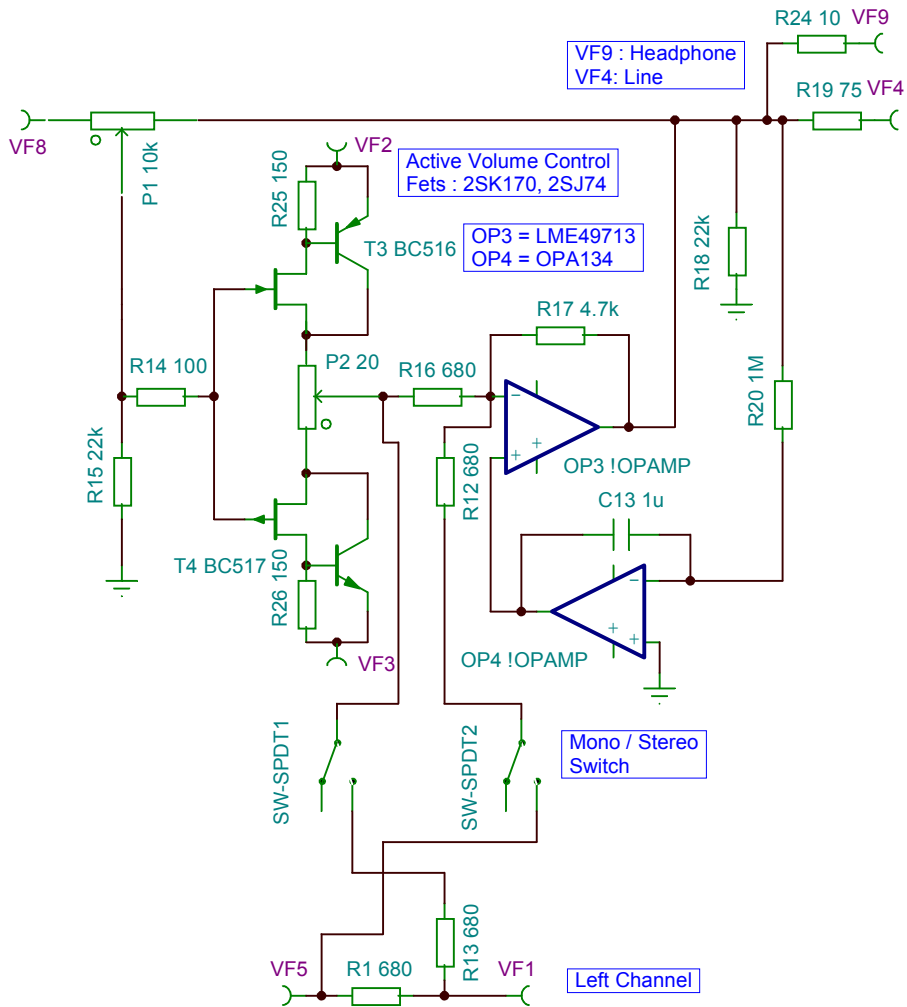 R24 10
VF9
VF9 : Headphone
VF4: Line
R19 75
VF4
VF8
P1 10k
VF2
R25 150
Active Volume Control
Fets : 2SK170, 2SJ74
T3 BC516
OP3 = LME49713
OP4 = OPA134
R18 22k
R17 4.7k
R14 100
P2 20
R16 680
R20 1M
R15 22k
R12 680
OP3 !OPAMP
C13 1u
T4 BC517
R26 150
VF3
OP4 !OPAMP
SW-SPDT1
SW-SPDT2
Mono / Stereo
Switch
R13 680
VF5
R1 680
VF1
Left Channel